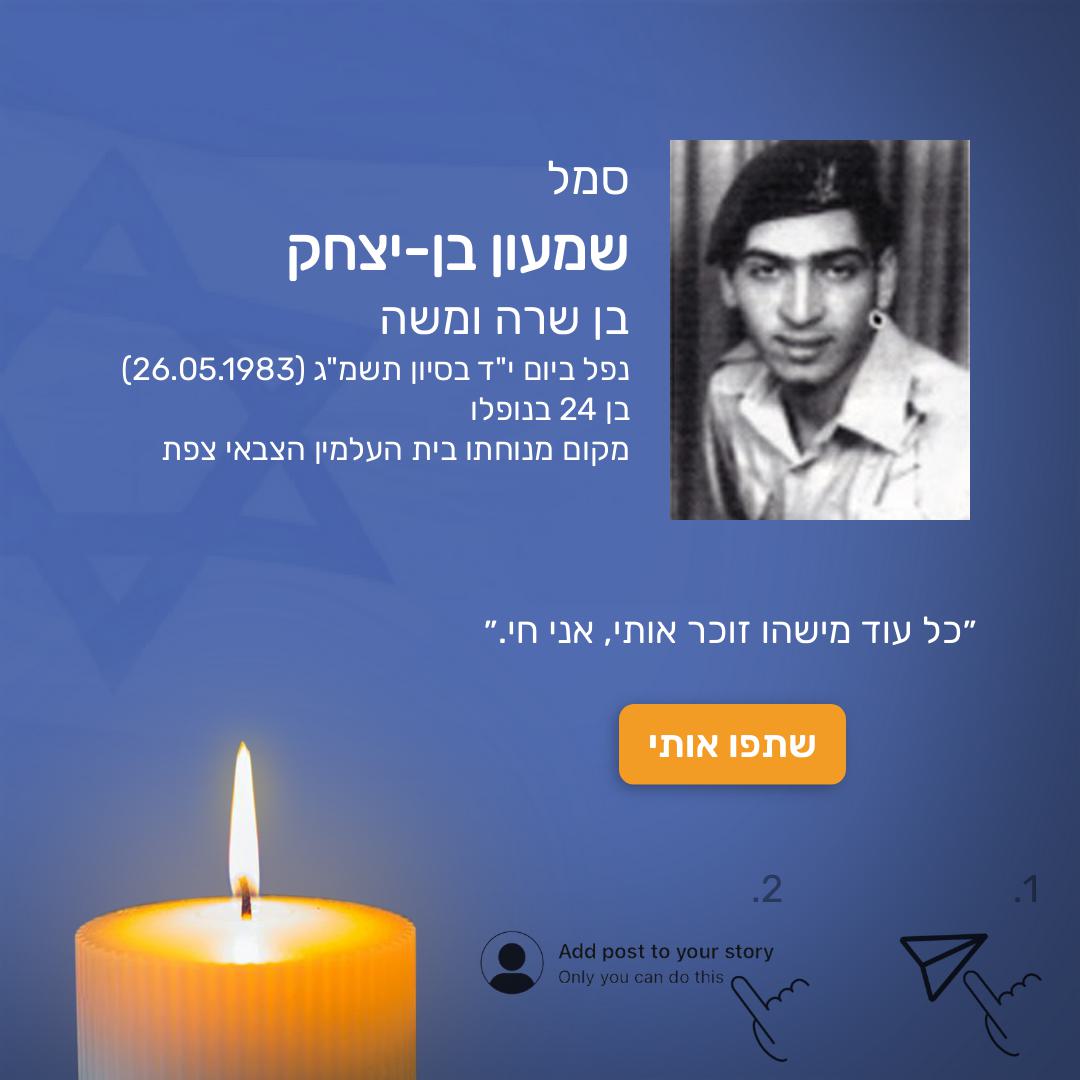 סמל
שמעון בן-יצחק
בן שרה ומשה
נפל ביום י"ד בסיון תשמ"ג (26.05.1983)
בן 24 בנופלו
מקום מנוחתו בית העלמין הצבאי צפת
״כל עוד מישהו זוכר אותי, אני חי.״
שתפו אותי
1.
2.
Add post to your story
Only you can do this